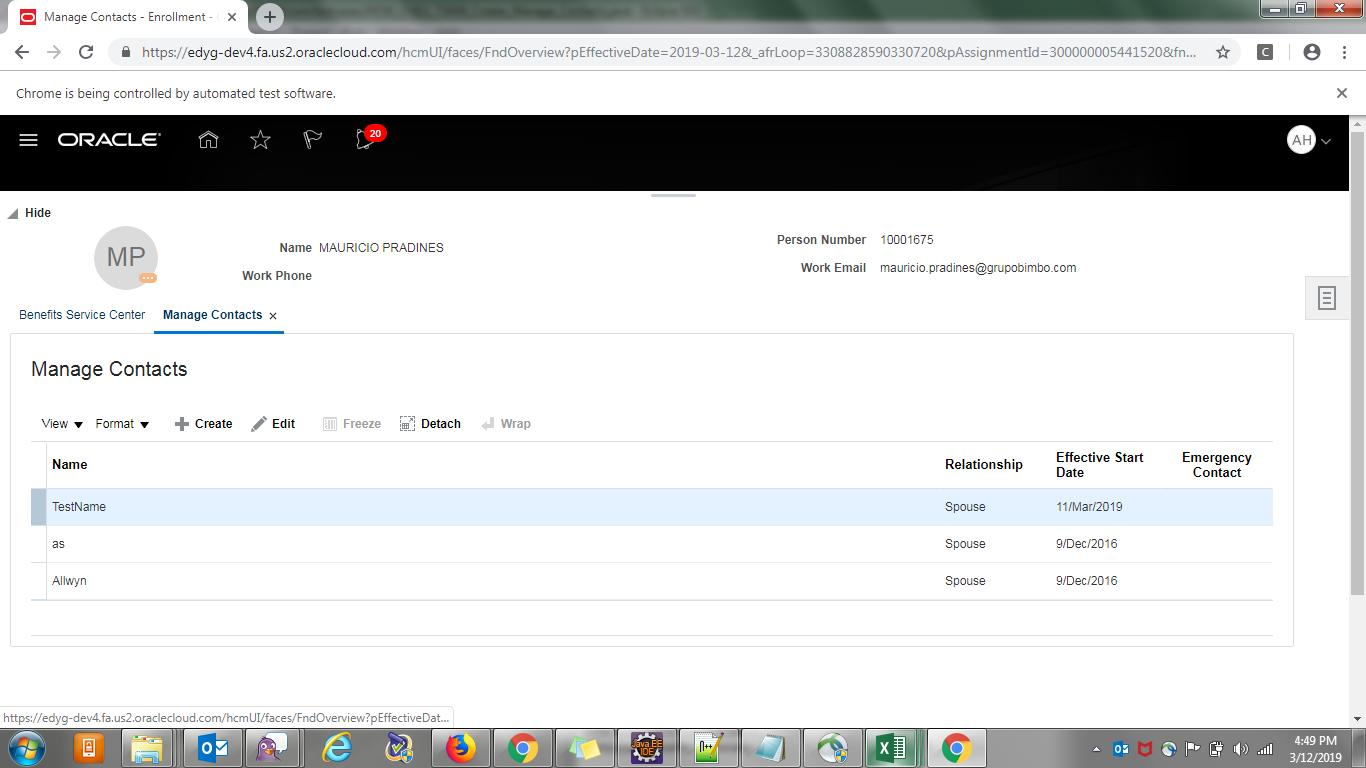 Manage Contacts - Enrollment -
https://edyg-dev4.fa.us2.oraclecloud.com/hcmUI/faces/FndOverview?pEffectiveDate=2019-03-12&_afrLoop=3308828590330720&pAssignmentId=300000005441520&fn...
C
Chrome is being controlled by automated test software.
ORACLE
20
AH
Hide
MP
Name MAURICIO PRADINES
Person Number 10001675
Work Phone
Work Email mauricio.pradines@grupobimbo.com
Benefits Service Center Manage Contacts
Manage Contacts
View Format Create Edit Freeze Detach Wrap
Name Relationship Effective Start Date Emergency Contact
TestName Spouse 11/Mar/2019
as Spouse 9/Dec/2016
Allwyn Spouse 9/Dec/2016
https://edyg-dev4.fa.us2.oraclecloud.com/hcmUI/faces/FndOverview?pEffectiveDat...
Java EE
IDE
4:49 PM
3/12/2019